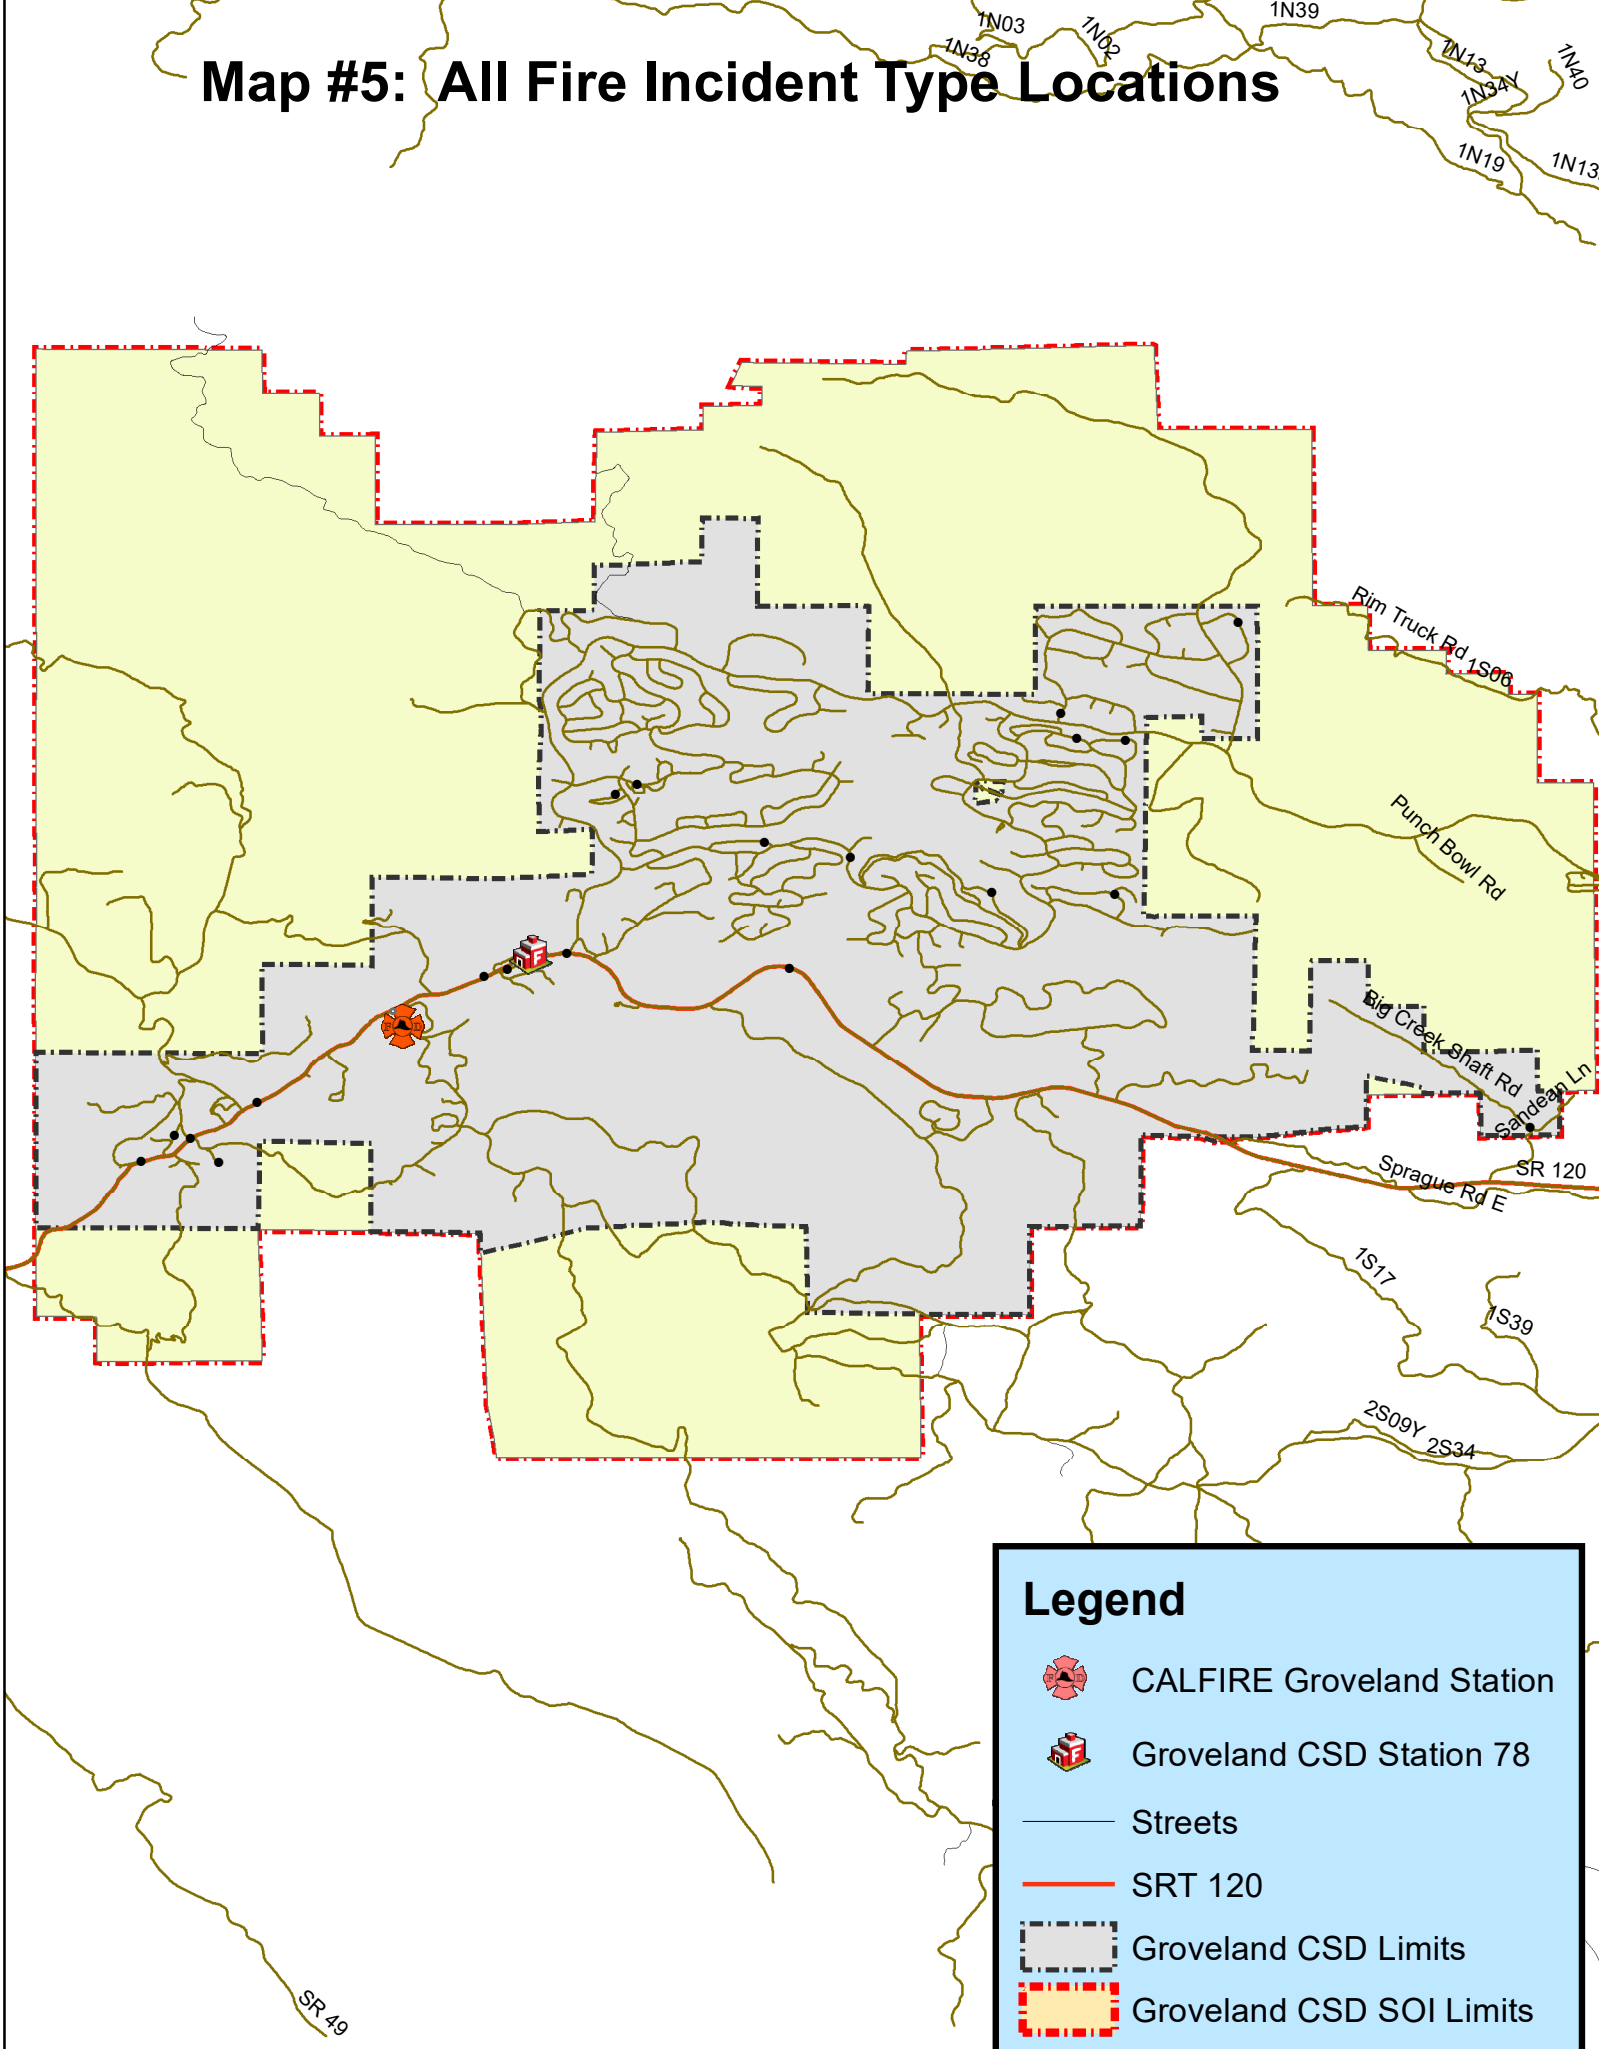 1N39
1N03
1N02
1N38
1N13
1N40
Map #5:  All Fire Incident Type Locations
1N34Y
1N19
1N13
Rim Truck Rd
1S06
Punch Bowl Rd
Big Creek Shaft Rd
Sandean Ln
Sprague Rd E
SR 120
1S17
1S39
2S09Y
2S34
Legend
CALFIRE Groveland Station
Groveland CSD Station 78
Streets
SRT 120
Groveland CSD Limits
Groveland CSD SOI Limits
SR 49